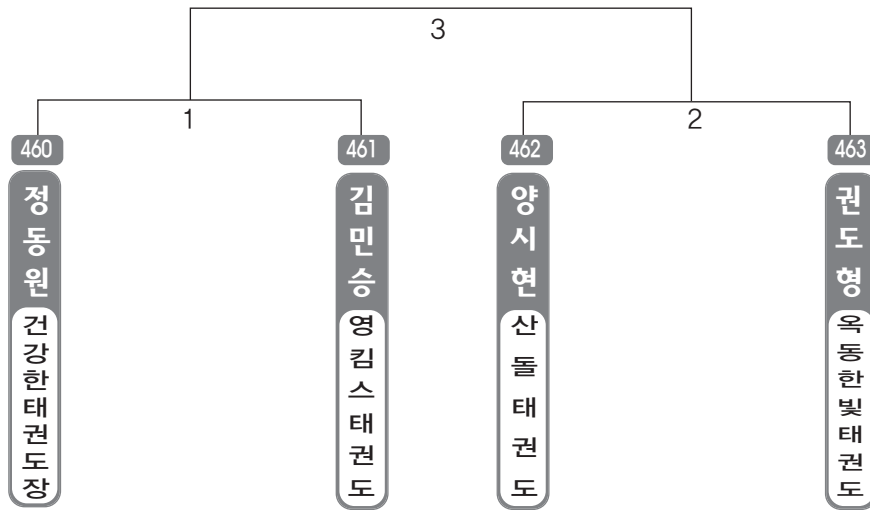 3
1
2
460
461
462
463
정동원
김민승
양시현
권도형
건강한태권도장
영킴스태권도
산돌태권도
옥동한빛태권도